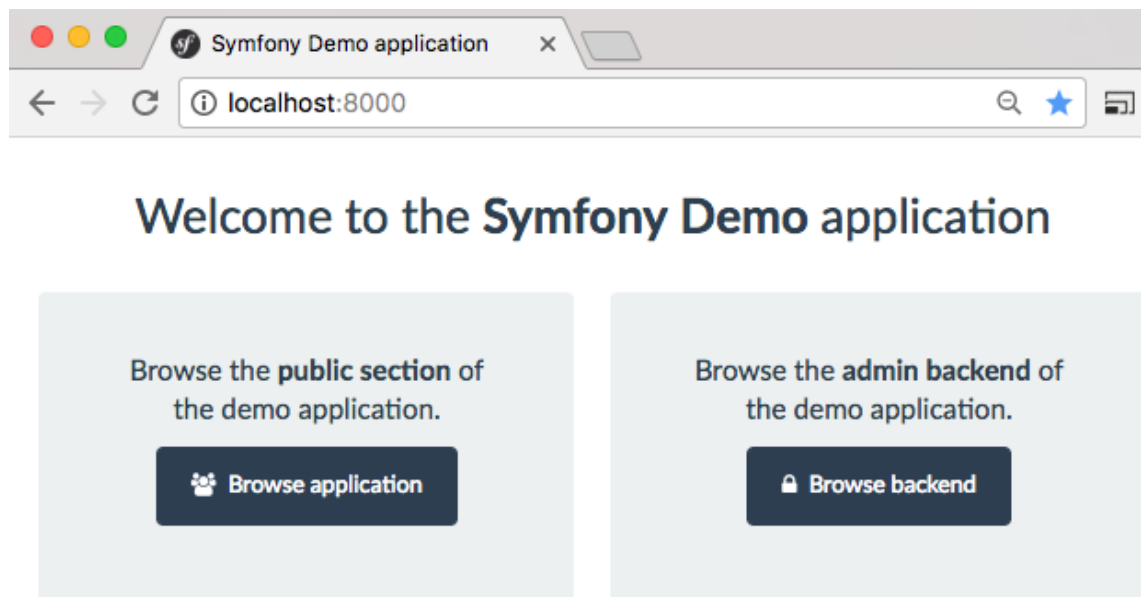 sf Symfony Demo application
localhost:8000
Welcome to the Symfony Demo application
Browse the public section of
the demo application.
Browse application
Browse the admin backend of
the demo application.
Browse backend